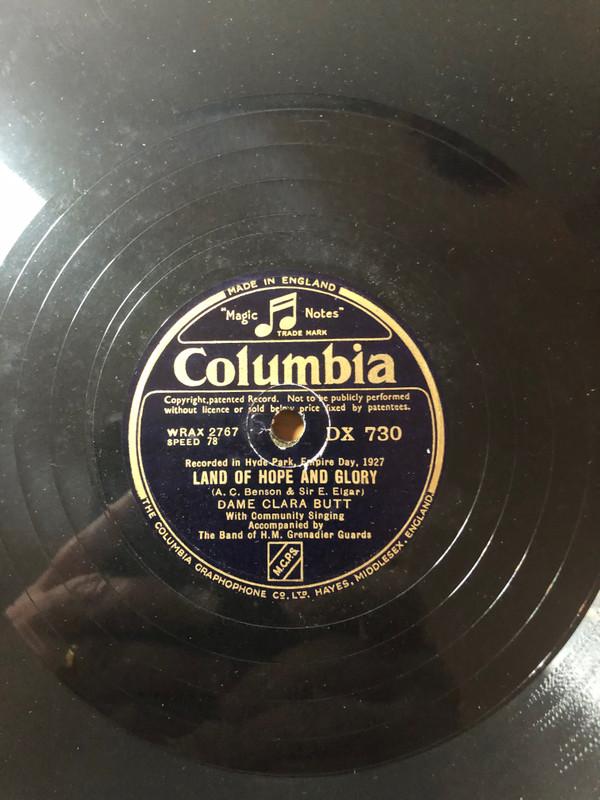 MADE IN ENGLAND
"Magic Notes"
TRADE MARK
Columbia
Copyright,patented Record. Not to be publicly performed
without licence or sold below price fixed by patentees.
WRAX 2767 DX 730
SPEED 78
Recorded in Hyde Park, Empire Day, 1927
LAND OF HOPE AND GLORY
(A. C. Benson & Sir E. Elgar)
DAME CLARA BUTT
With Community Singing
Accompanied by
The Band of H.M. Grenadier Guards
M.C.P.S.
THE COLUMBIA GRAPHOPHONE CO. LTD. HAYES, MIDDLESEX, ENGLAND.